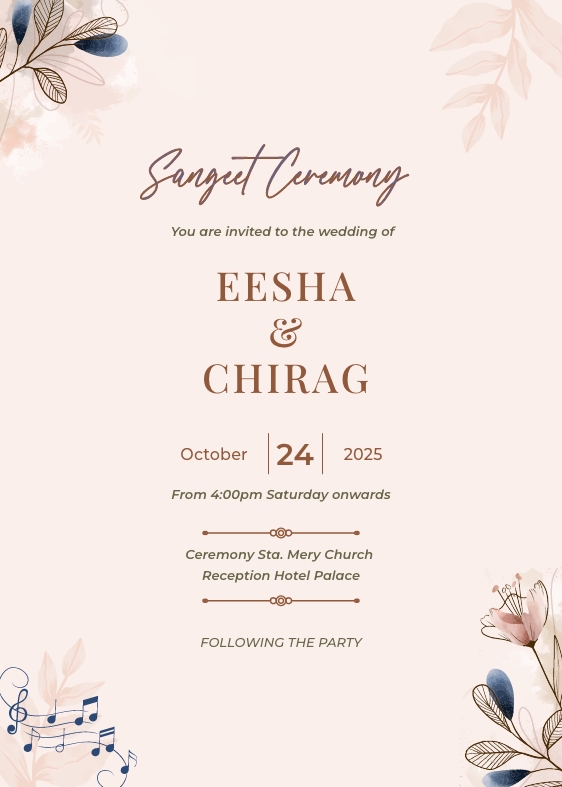 Sangeet Ceremony
You are invited to the wedding of
EESHA
&
CHIRAG
October 24 2025
From 4:00pm Saturday onwards
Ceremony Sta. Mery Church
Reception Hotel Palace
FOLLOWING THE PARTY